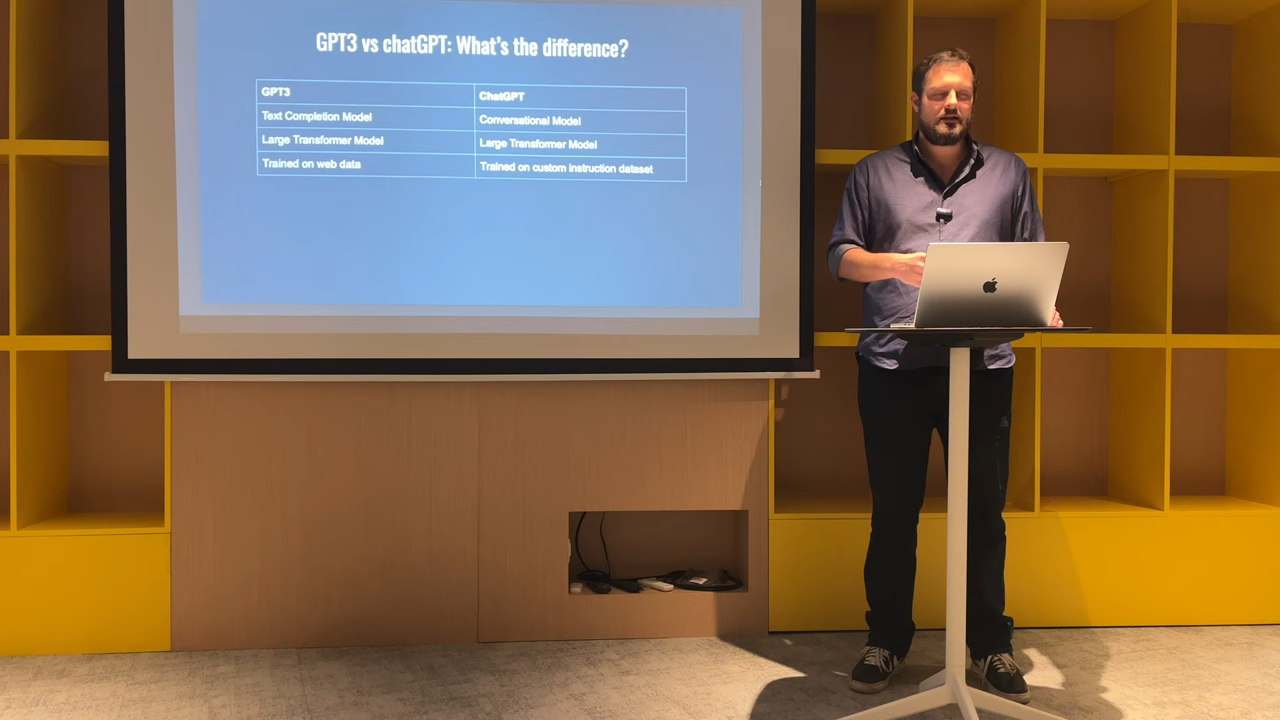 GPT3 vs chatGPT: What's the difference?
GPT3
ChatGPT
Text Completion Model
Conversational Model
Large Transformer Model
Large Transformer Model
Trained on web data
Trained on custom instruction dataset